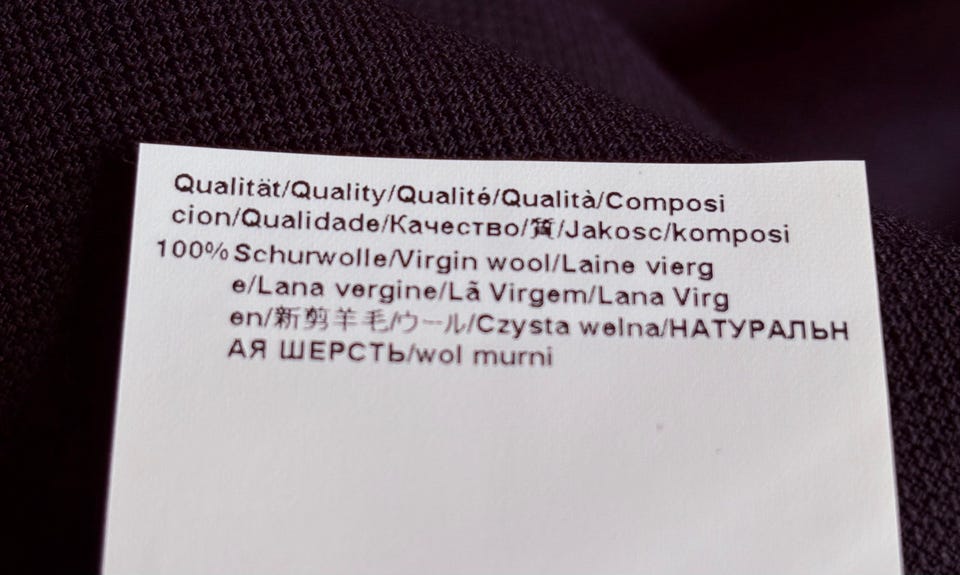 Qualität/Quality/Qualité/Qualità/Composi
cion/Qualidade/Качество/質/Jakosc/komposi
100% Schurwolle/Virgin wool/Laine vierg
e/Lana vergine/Lã Virgem/Lana Virg
en/新剪羊毛/ウール/Czysta welna/НАТУРАЛЬН
АЯ ШЕРСТЬ/wol murni